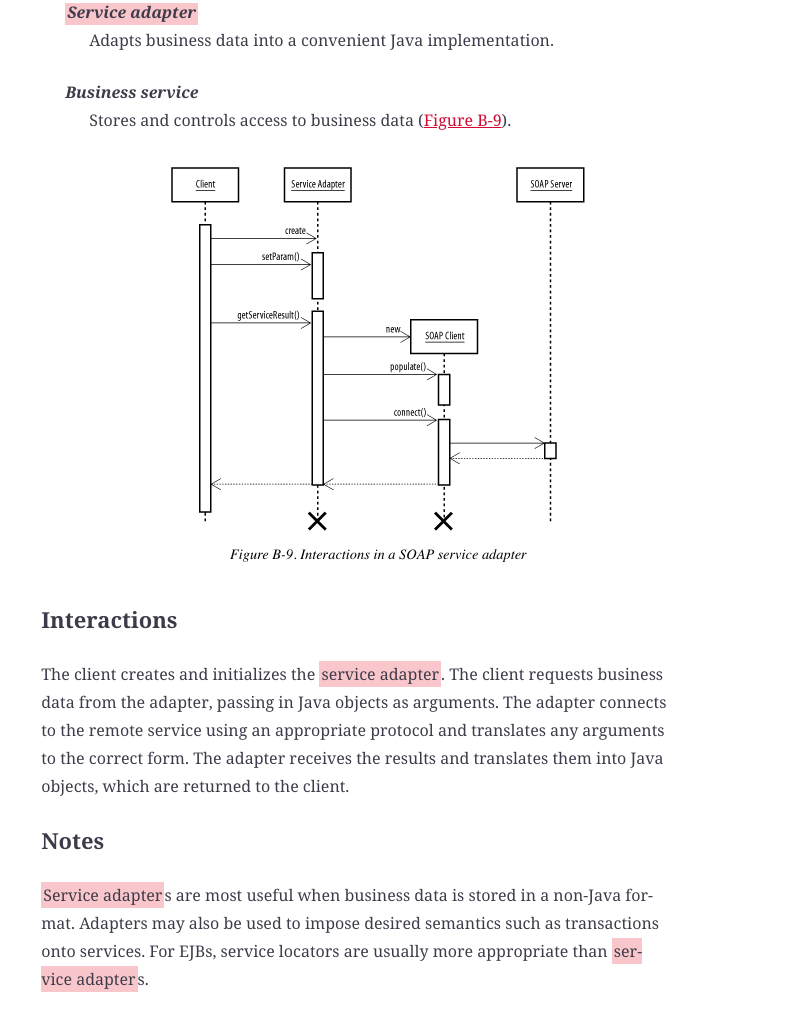 Service adapter
Adapts business data into a convenient Java implementation.
Business service
Stores and controls access to business data (Figure B-9).
Client
Service Adapter
SOAP Server
create
setParam()
getServiceResult()
new
SOAP Client
populate()
connect()
Figure B-9. Interactions in a SOAP service adapter
Interactions
The client creates and initializes the service adapter. The client requests business
data from the adapter, passing in Java objects as arguments. The adapter connects
to the remote service using an appropriate protocol and translates any arguments
to the correct form. The adapter receives the results and translates them into Java
objects, which are returned to the client.
Notes
Service adapters are most useful when business data is stored in a non-Java for-
mat. Adapters may also be used to impose desired semantics such as transactions
onto services. For EJBs, service locators are usually more appropriate than ser-
vice adapters.